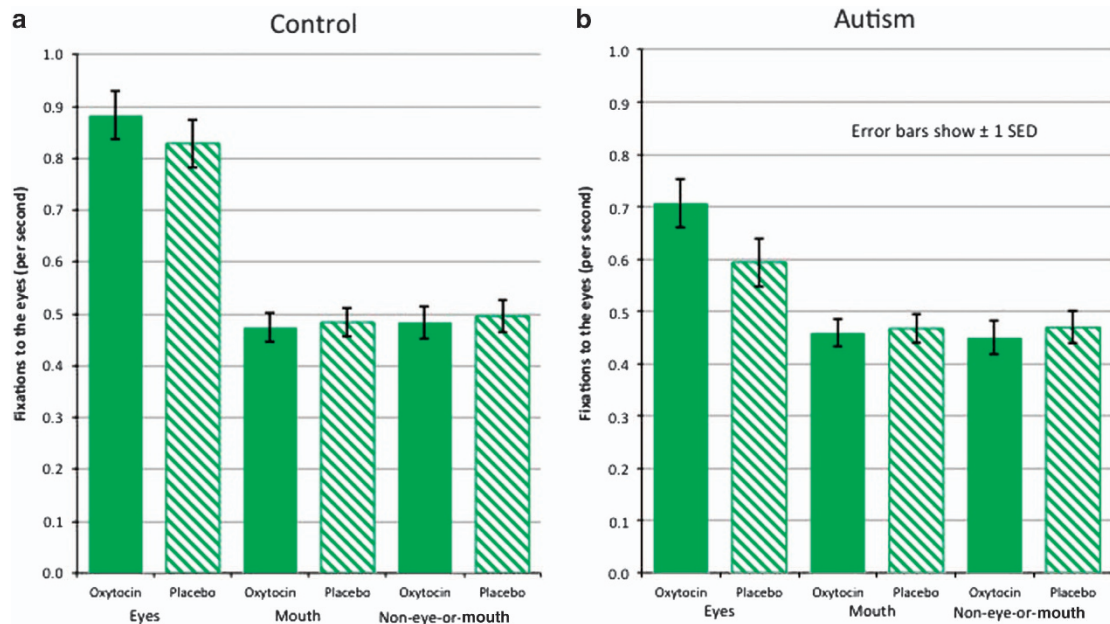 a
Control
Fixations to the eyes (per second)
1.0
0.9
0.8
0.7
0.6
0.5
0.4
0.3
0.2
0.1
0.0
Oxytocin Placebo Oxytocin Placebo Oxytocin Placebo
Eyes Mouth Non-eye-or-mouth
b
Autism
Error bars show ± 1 SED
Fixations to the eyes (per second)
1.0
0.9
0.8
0.7
0.6
0.5
0.4
0.3
0.2
0.1
0.0
Oxytocin Placebo Oxytocin Placebo Oxytocin Placebo
Eyes Mouth Non-eye-or-mouth